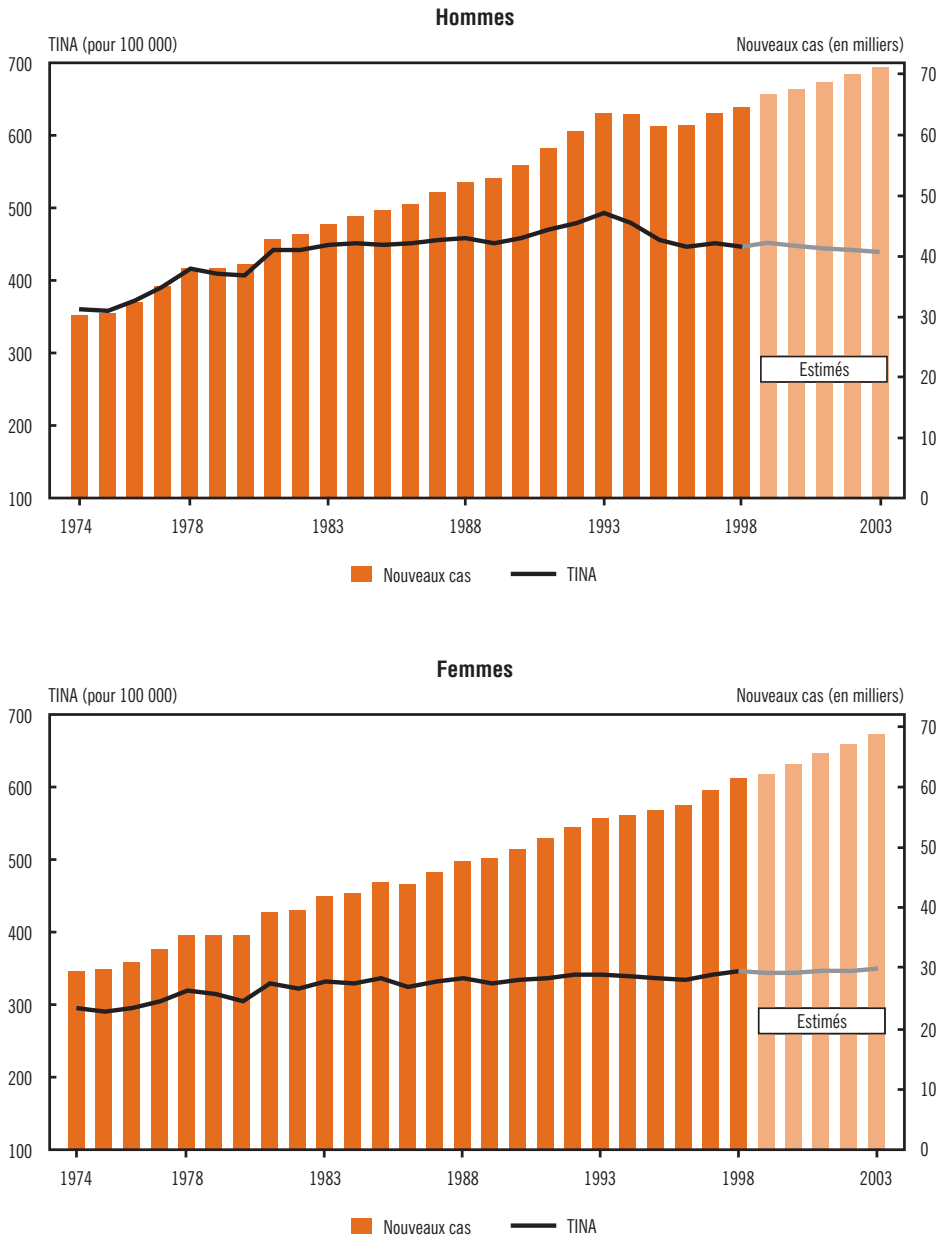 Hommes
TINA (pour 100 000) Nouveaux cas (en milliers)
700 70
600 60
500 50
400 40
300 30
200 20
100 10
0
Estimés
1974 1978 1983 1988 1993 1998 2003
Nouveaux cas TINA
Femmes
TINA (pour 100 000) Nouveaux cas (en milliers)
700 70
600 60
500 50
400 40
300 30
200 20
100 10
0
Estimés
1974 1978 1983 1988 1993 1998 2003
Nouveaux cas TINA